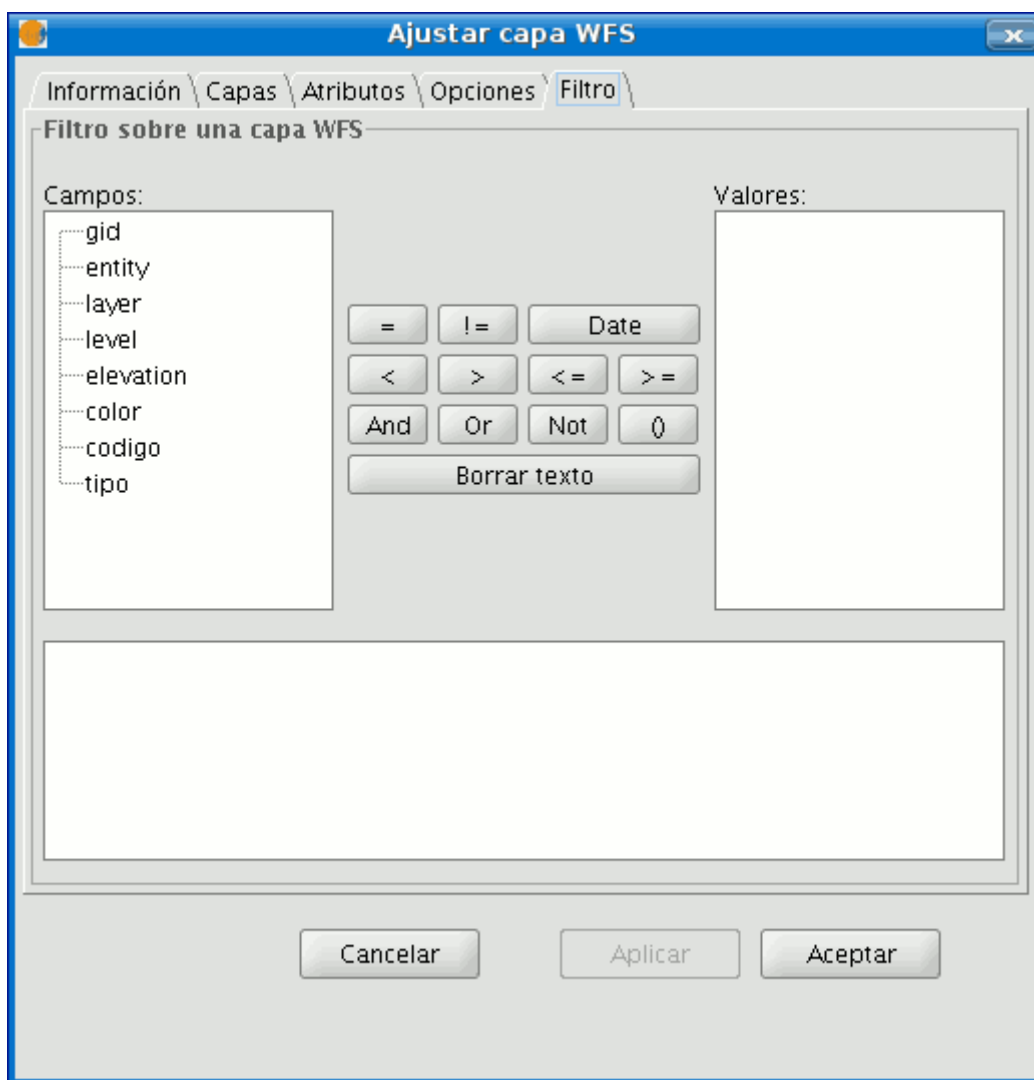 Ajustar capa WFS
Información Capas Atributos Opciones Filtro
Filtro sobre una capa WFS
Campos: Valores:
gid
entity
layer
level
elevation
color
codigo
tipo
= != Date
< > <= >=
And Or Not ()
Borrar texto
Cancelar Aplicar Aceptar